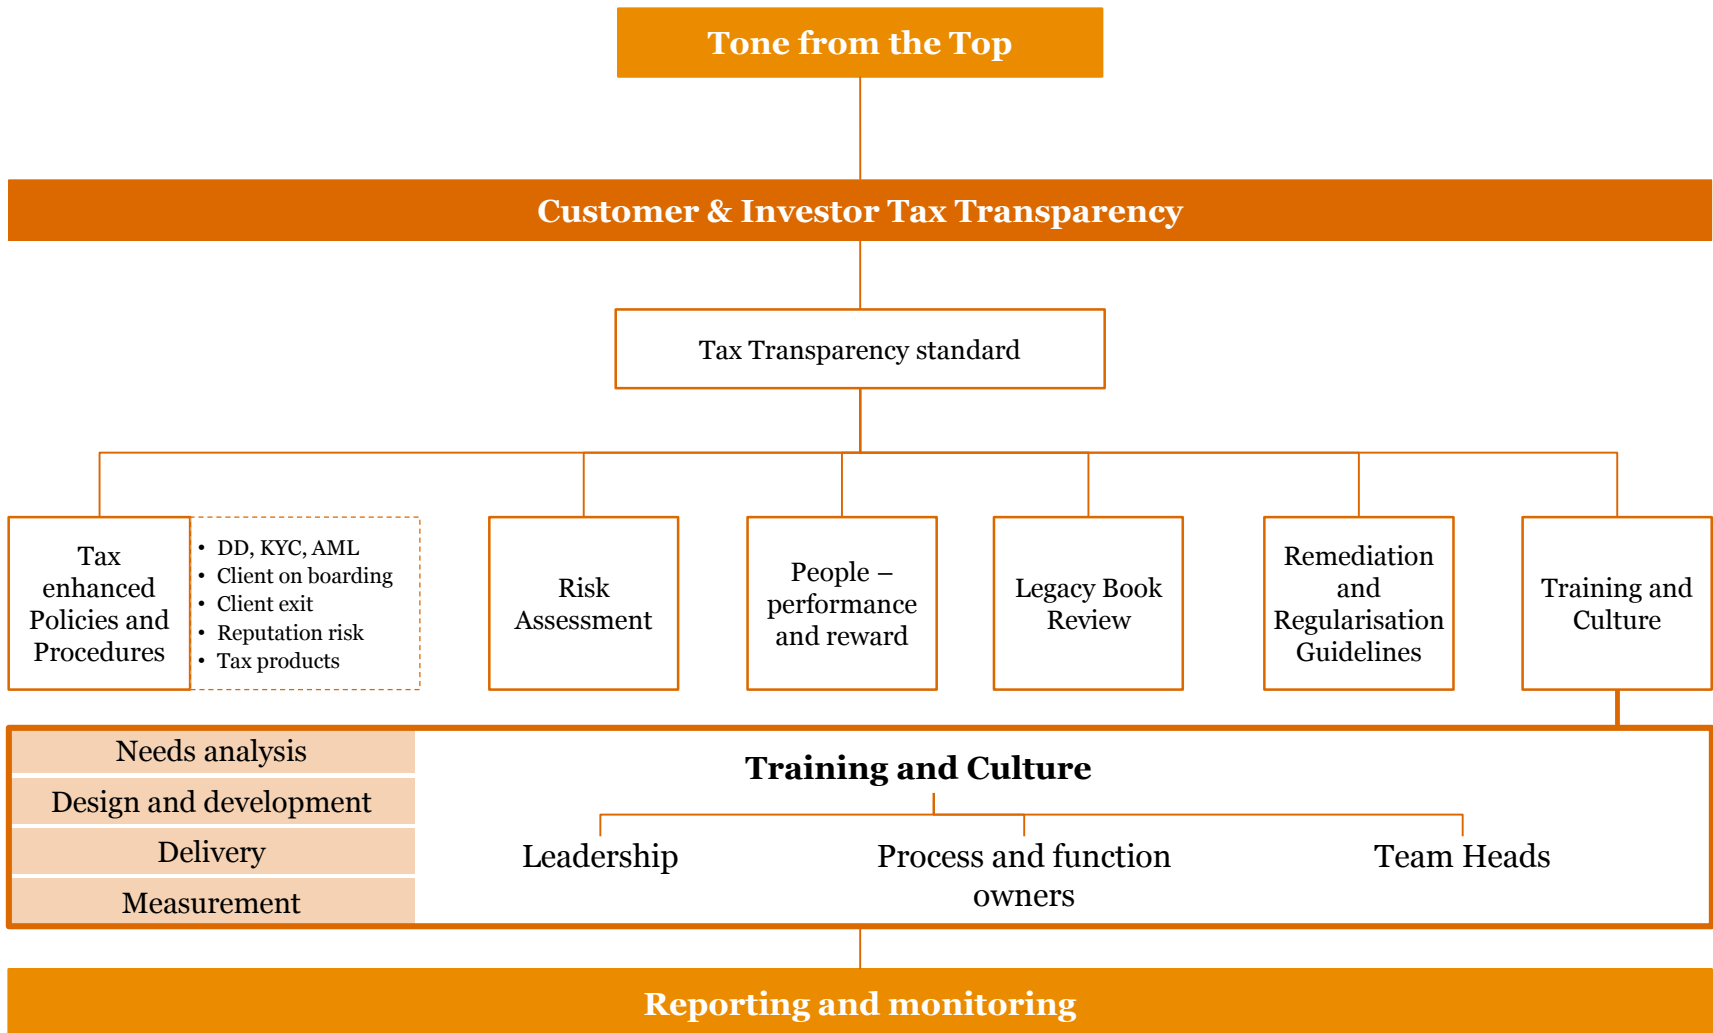 Tone from the Top
Customer & Investor Tax Transparency
Tax Transparency standard
Tax
enhanced
Policies and
Procedures
• DD, KYC, AML
• Client on boarding
• Client exit
• Reputation risk
• Tax products
Risk
Assessment
People –
performance
and reward
Legacy Book
Review
Remediation
and
Regularisation
Guidelines
Training and
Culture
Needs analysis
Design and development
Delivery
Measurement
Training and Culture
Leadership
Process and function
owners
Team Heads
Reporting and monitoring